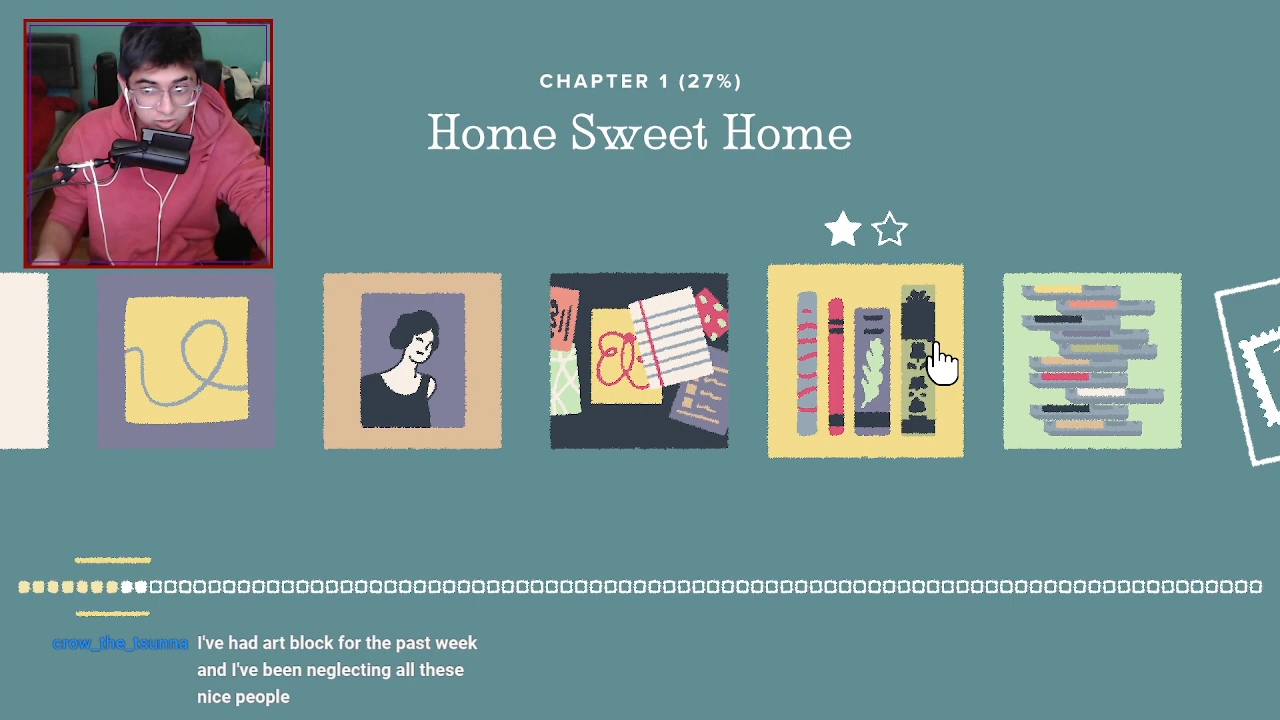 CHAPTER 1 (27%)
Home Sweet Home
crow_the_tsunna I've had art block for the past week
and I've been neglecting all these
nice people